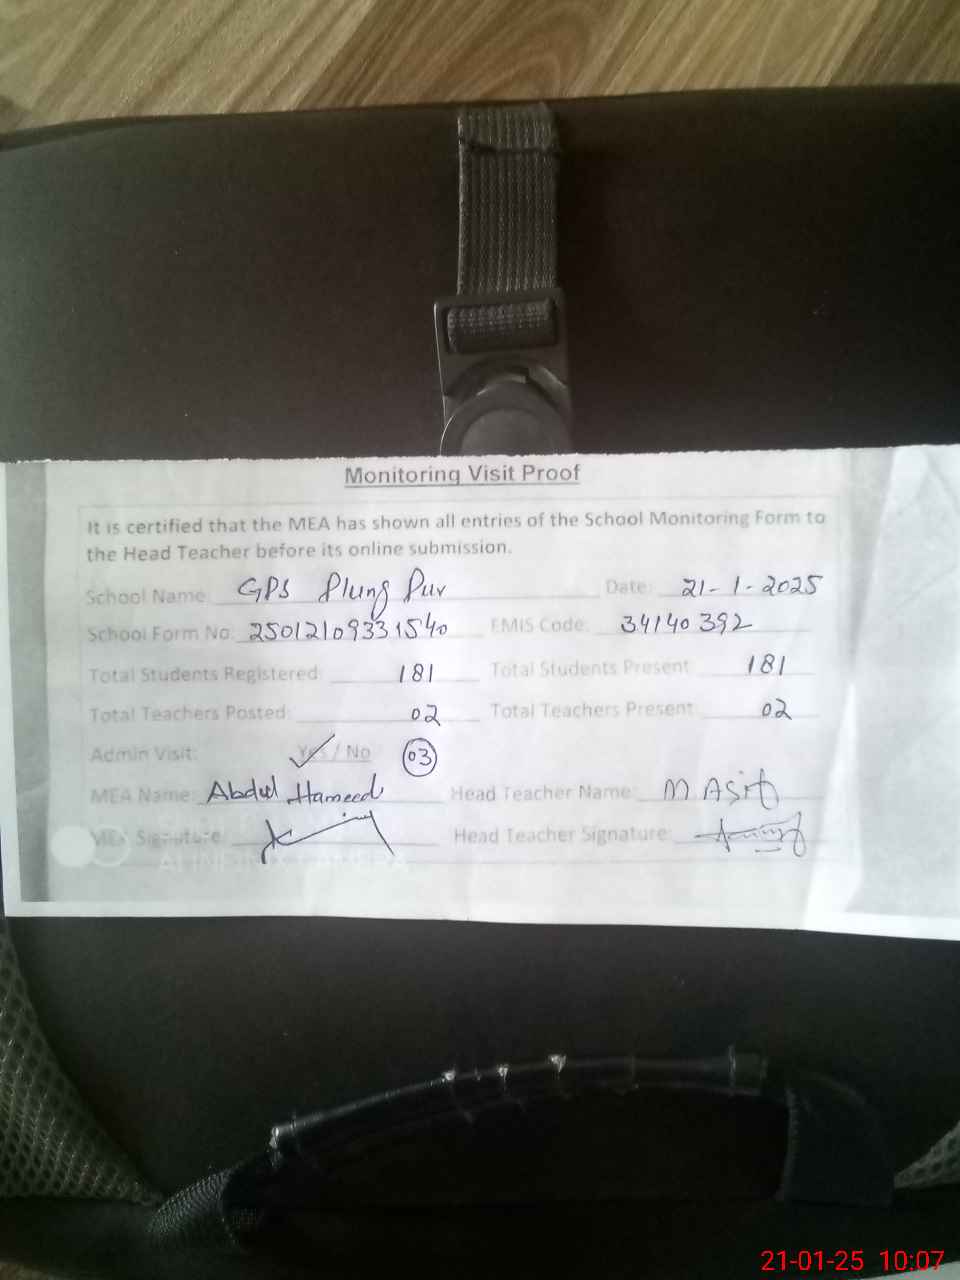 Monitoring Visit Proof
It is certified that the MEA has shown all entries of the School Monitoring Form to
the Head Teacher before its online submission.
School Name: GPS Plung Pur Date: 21-1-2025
School Form No: 25012109331540 EMIS Code: 34140392
Total Students Registered: 181 Total Students Present: 181
Total Teachers Posted: 02 Total Teachers Present: 02
Admin Visit: Yes / No 03
MEA Name: Abdul Hameed Head Teacher Name: M Asif
MEA Signature: Head Teacher Signature:
21-01-25 10:07